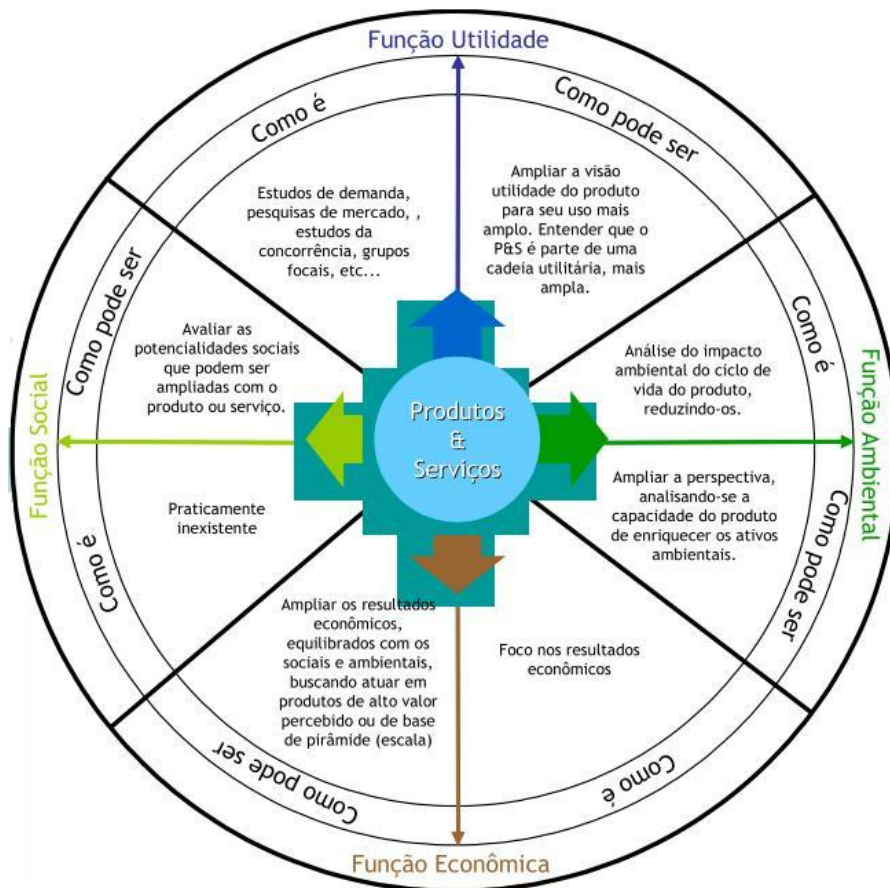 Função Utilidade
Como é
Como pode ser
Estudos de demanda,
pesquisas de mercado, ,
estudos da
concorrência, grupos
focais, etc...
Ampliar a visão
utilidade do produto
para seu uso mais
amplo. Entender que o
P&S é parte de uma
cadeia utilitária, mais
ampla.
Função Ambiental
Como é
Análise do impacto
ambiental do ciclo de
vida do produto,
reduzindo-os.
Como pode ser
Ampliar a perspectiva,
analisando-se a
capacidade do produto
de enriquecer os ativos
ambientais.
Função Social
Como pode ser
Avaliar as
potencialidades sociais
que podem ser
ampliadas com o
produto ou serviço.
Como é
Praticamente
inexistente
Produtos
&
Serviços
Ampliar os resultados
econômicos,
equilibrados com os
sociais e ambientais,
buscando atuar em
produtos de alto valor
percebido ou de base
de pirâmide (escala)
Como pode ser
Foco nos resultados
econômicos
Como é
Função Econômica